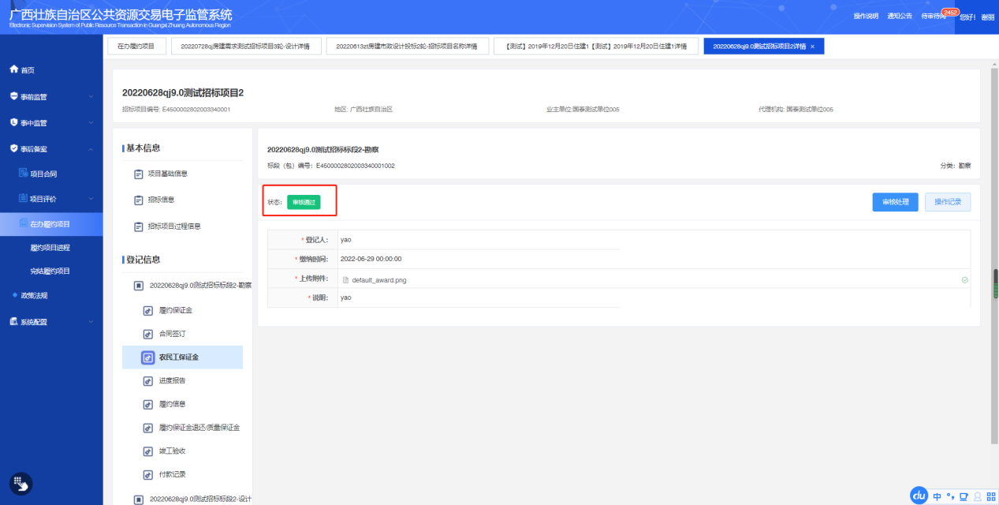 广西壮族自治区公共资源交易电子监管系统
Electronic Supervision System of Public Resource Transaction in Guangxi Zhuang Autonomous Region
操作说明 通知公告 待审待阅 2452 您好! 谢丽
在办履约项目 20220728qj房建需求测试招标项目3轮-设计详情 20220613zt房建市政设计投标2轮-招标项目名称详情 【测试】2019年12月20日住建1【测试】2019年12月20日住建1详情 20220628qj9.0测试招标项目2详情 ×
首页
事前监管
事中监管
事后备案
项目合同
项目评价
在办履约项目
履约项目进程
完结履约项目
政策法规
系统配置
20220628qj9.0测试招标项目2
招标项目编号: E4500002802003340001 地区: 广西壮族自治区 业主单位:国泰测试单位005 代理机构: 国泰测试单位005
基本信息
项目基础信息
招标信息
招标项目过程信息
登记信息
20220628qj9.0测试招标标段2-勘察
履约保证金
合同签订
农民工保证金
进度报告
履约信息
履约保证金退还/质量保证金
竣工验收
付款记录
20220628qj9.0测试招标标段2-设计
20220628qj9.0测试招标标段2-勘察
标段（包）编号: E4500002802003340001002 分类: 勘察
状态: 审核通过 审核处理 操作记录
* 登记人: yao
* 缴纳时间: 2022-06-29 00:00:00
* 上传附件: default_award.png
* 说明: yao
du 中 °,